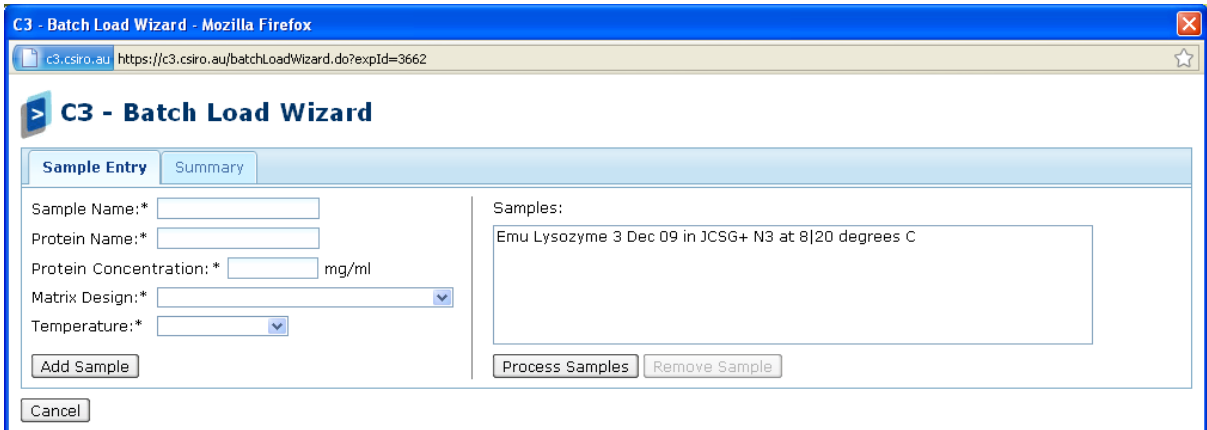 C3 - Batch Load Wizard - Mozilla Firefox
c3.csiro.au https://c3.csiro.au/batchLoadWizard.do?expId=3662
> C3 - Batch Load Wizard
Sample Entry Summary
Sample Name:*
Protein Name:*
Protein Concentration:* mg/ml
Matrix Design:*
Temperature:*
Add Sample
Samples:
Emu Lysozyme 3 Dec 09 in JCSG+ N3 at 8|20 degrees C
Process Samples Remove Sample
Cancel